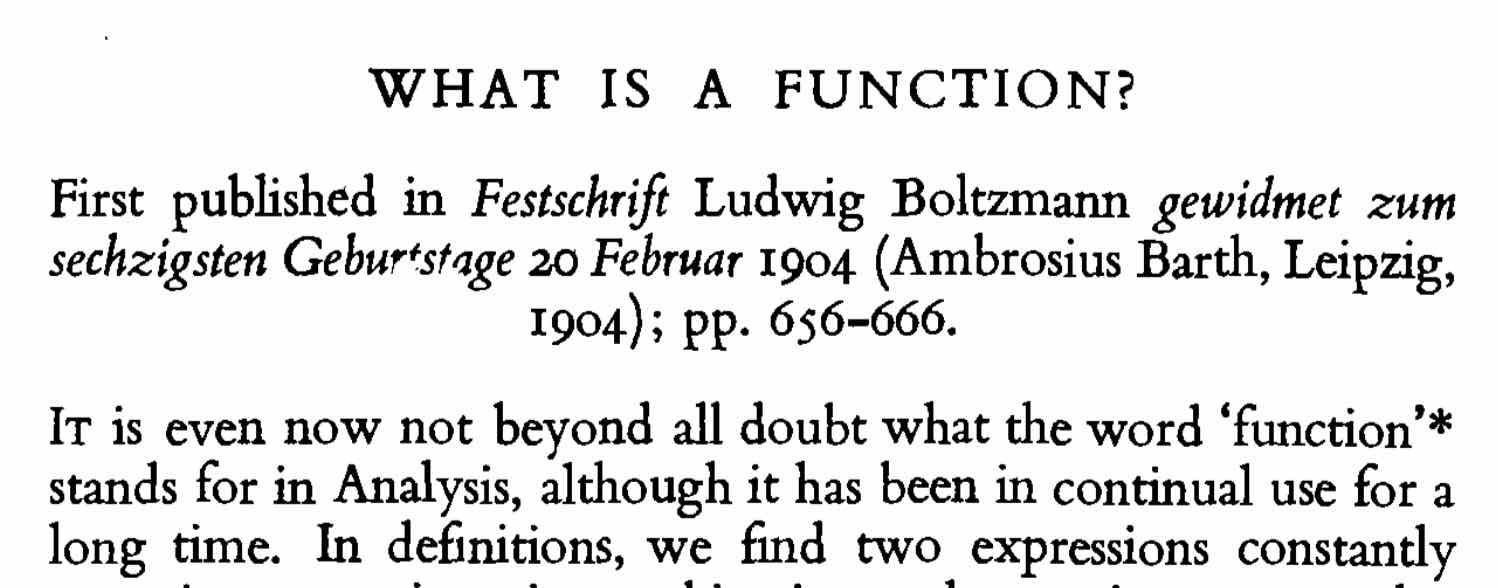 WHAT IS A FUNCTION?
First published in Festschrift Ludwig Boltzmann gewidmet zum
sechzigsten Geburtstage 20 Februar 1904 (Ambrosius Barth, Leipzig,
1904); pp. 656–666.
IT is even now not beyond all doubt what the word ‘function’*
stands for in Analysis, although it has been in continual use for a
long time. In definitions, we find two expressions constantly